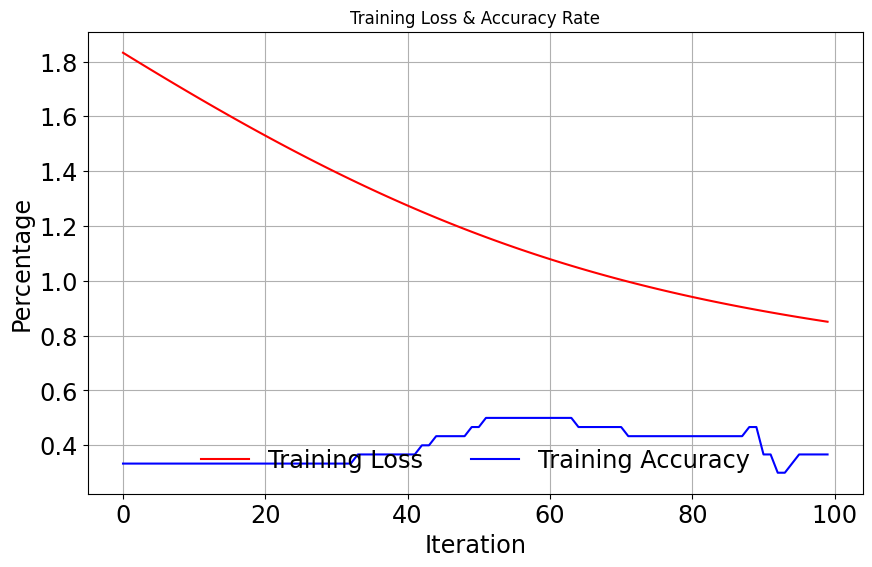 Training Loss & Accuracy Rate
Percentage
1.8
1.6
1.4
1.2
1.0
0.8
0.6
0.4
Training Loss Training Accuracy
0 20 40 60 80 100
Iteration